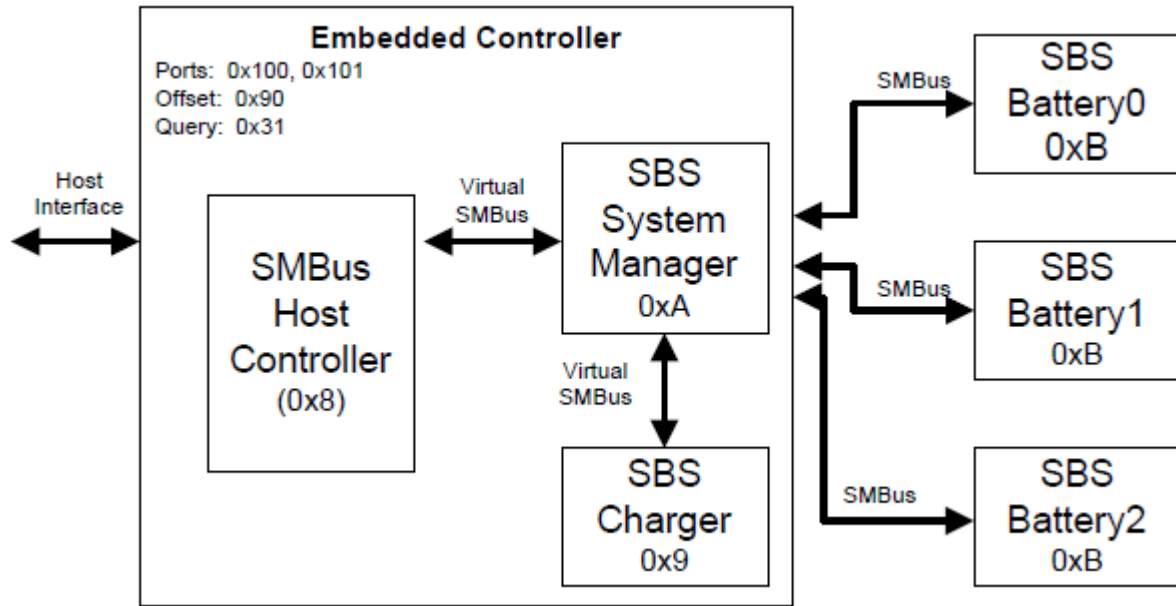 Embedded Controller
Ports: 0x100, 0x101
Offset: 0x90
Query: 0x31
Host
Interface
SMBus
Host
Controller
(0x8)
Virtual
SMBus
SBS
System
Manager
0xA
Virtual
SMBus
SBS
Charger
0x9
SMBus
SBS
Battery0
0xB
SMBus
SBS
Battery1
0xB
SMBus
SBS
Battery2
0xB